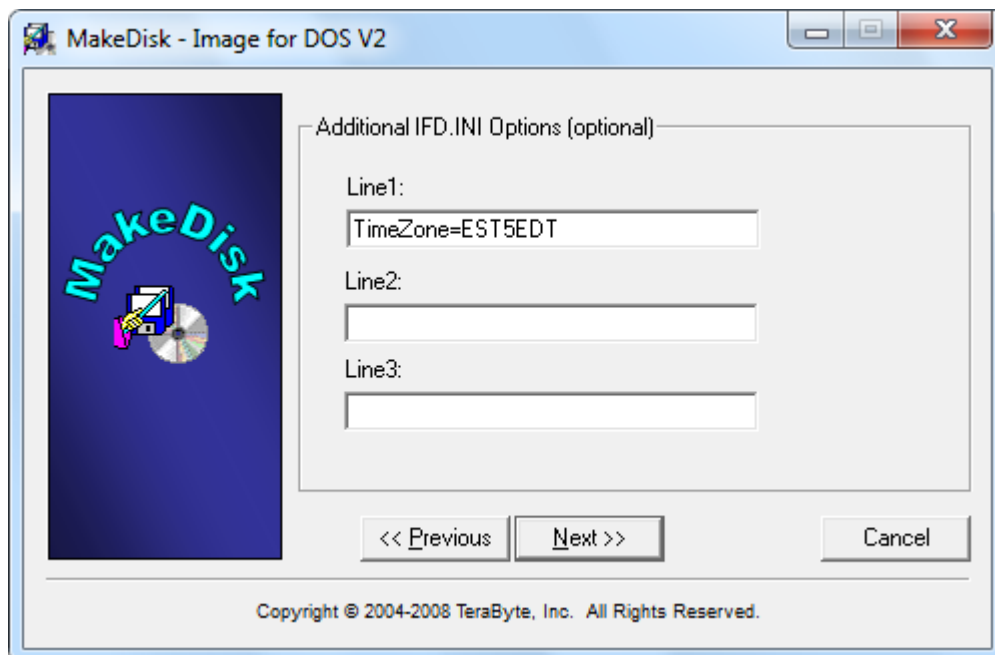 MakeDisk - Image for DOS V2
MakeDisk
Additional IFD.INI Options (optional)
Line1:
TimeZone=EST5EDT
Line2:
Line3:
<< Previous
Next >>
Cancel
Copyright © 2004-2008 TeraByte, Inc. All Rights Reserved.